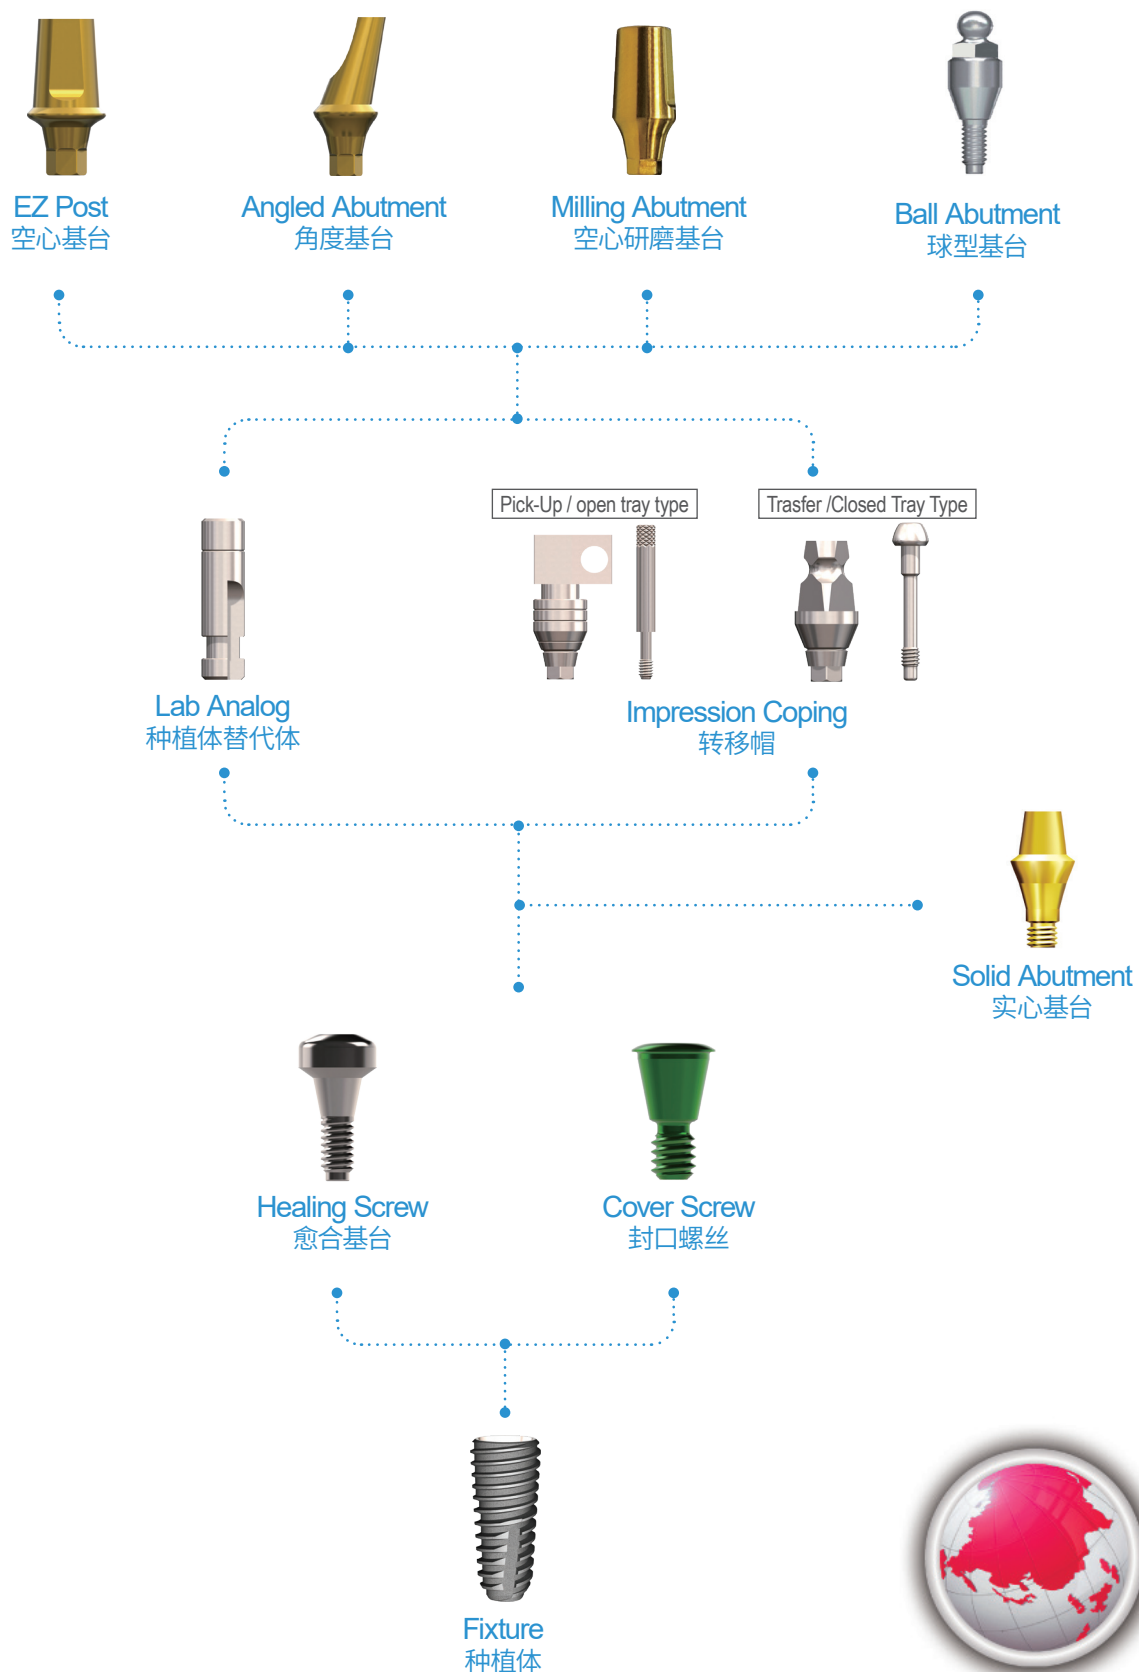 EZ Post
空心基台
Angled Abutment
角度基台
Milling Abutment
空心研磨基台
Ball Abutment
球型基台
Pick-Up / open tray type
Trasfer /Closed Tray Type
Lab Analog
种植体替代体
Impression Coping
转移帽
Solid Abutment
实心基台
Healing Screw
愈合基台
Cover Screw
封口螺丝
Fixture
种植体